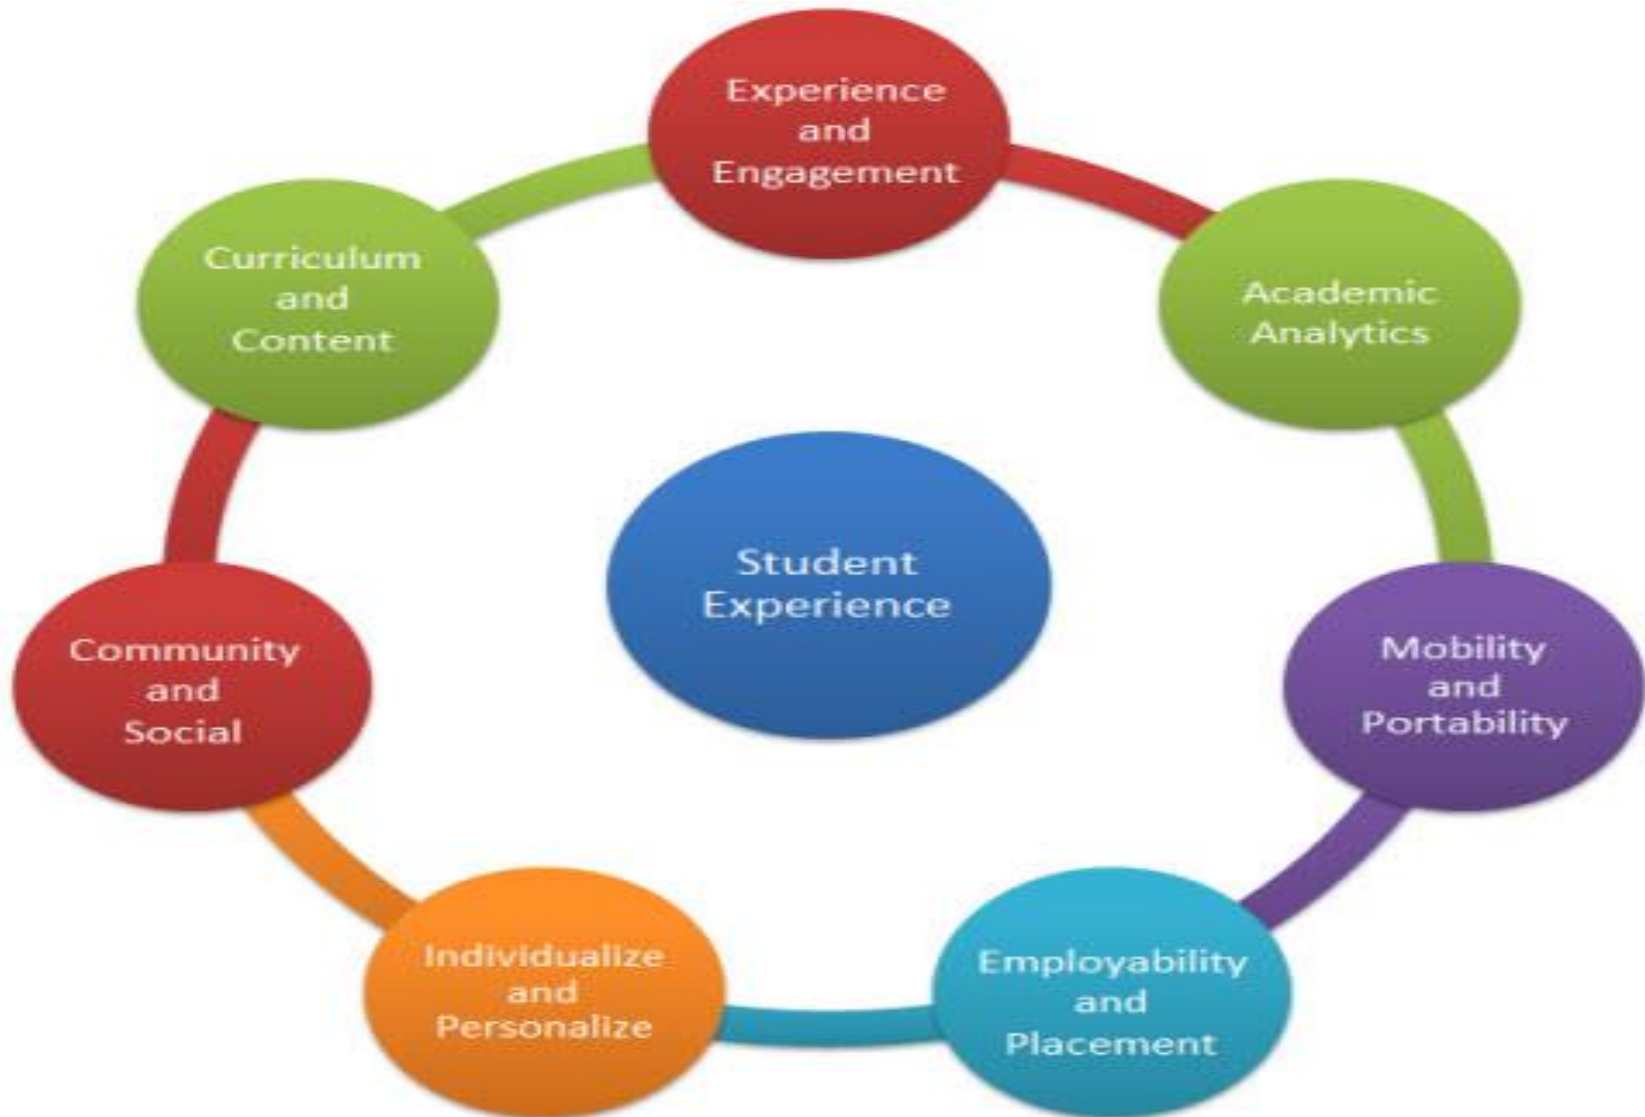 Experience
and
Engagement
Academic
Analytics
Mobility
and
Portability
Employability
and
Placement
Individualize
and
Personalize
Community
and
Social
Curriculum
and
Content
Student
Experience